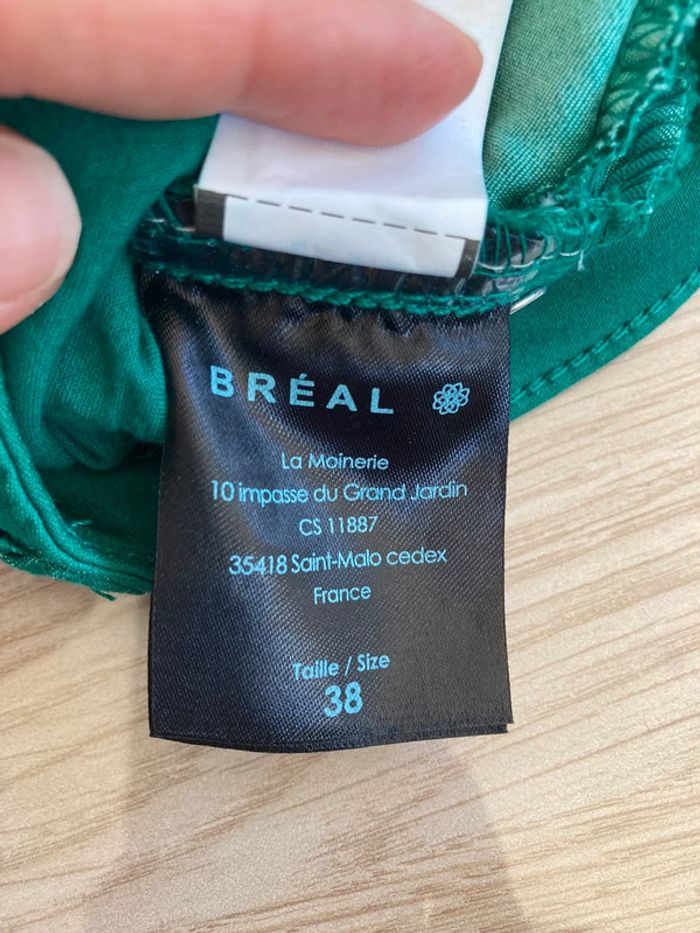 BRÉAL
La Moinerie
10 impasse du Grand Jardin
CS 11887
35418 Saint-Malo cedex
France
Taille / Size
38